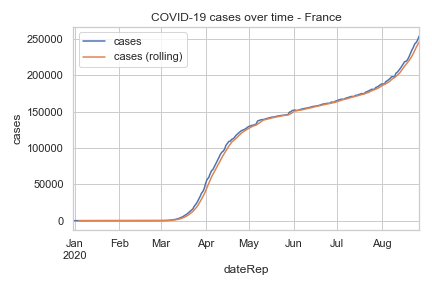 COVID-19 cases over time - France
cases
cases (rolling)
250000
200000
150000
100000
50000
0
cases
Jan Feb Mar Apr May Jun Jul Aug
2020
dateRep